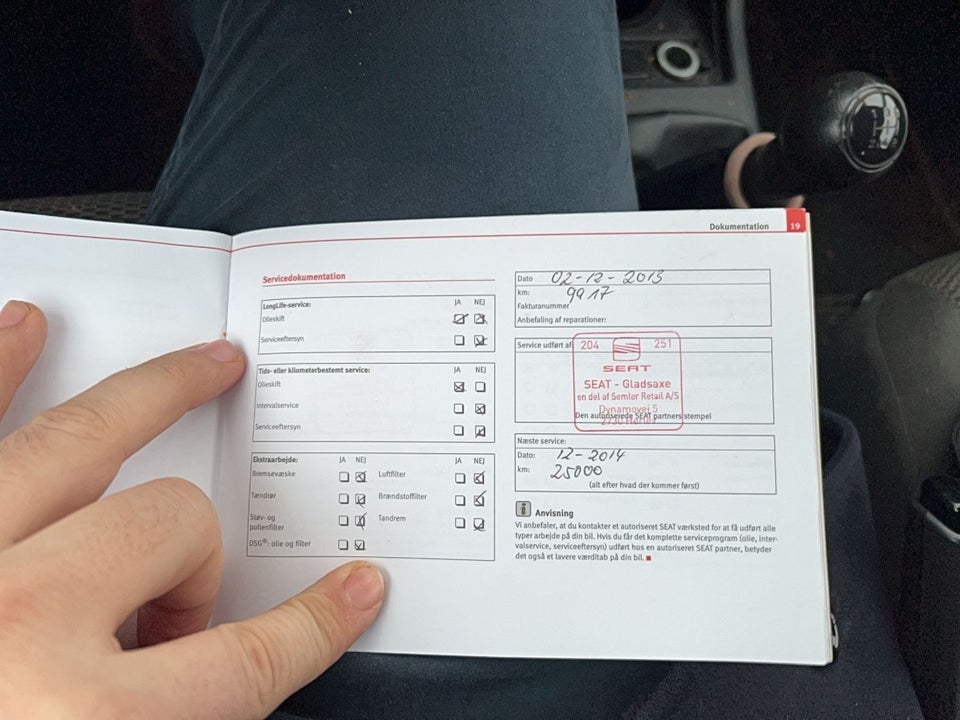 Dokumentation 19
Servicedokumentation
LongLife-service: JA NEJ
Olieskift
Serviceeftersyn
Tids- eller kilometerbestemt service: JA NEJ
Olieskift
Intervalservice
Serviceeftersyn
Ekstraarbejde: JA NEJ JA NEJ
Bremsevæske Luftfilter
Tændrør Brændstoffilter
Støv- og
pollenfilter Tandrem
DSG®: olie og filter
Dato 02-12-2013
km: 9917
Fakturanummer
Anbefaling af reparationer:
Service udført af:
204 251
SEAT
SEAT - Gladsaxe
en del af Semler Retail A/S
Dynamovej 5
Den autoriserede SEAT partners stempel
2730 Herlev
Næste service:
Dato: 12-2014
km: 25000
(alt efter hvad der kommer først)
i Anvisning
Vi anbefaler, at du kontakter et autoriseret SEAT værksted for at få udført alle
typer arbejde på din bil. Hvis du får det komplette serviceprogram (olie, inter-
valservice, serviceeftersyn) udført hos en autoriseret SEAT partner, betyder
det også et lavere værditab på din bil.